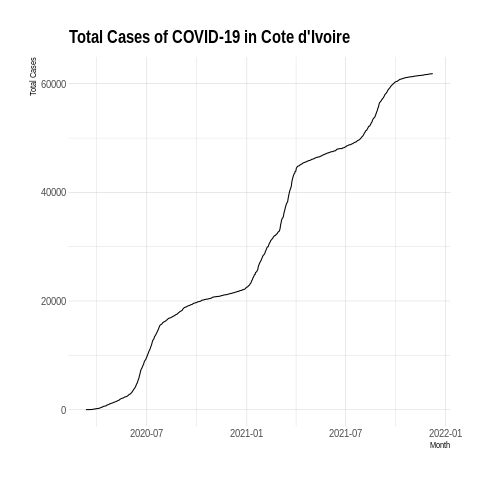 Total Cases of COVID-19 in Cote d'Ivoire
Total Cases
60000
40000
20000
0
2020-07 2021-01 2021-07 2022-01
Month